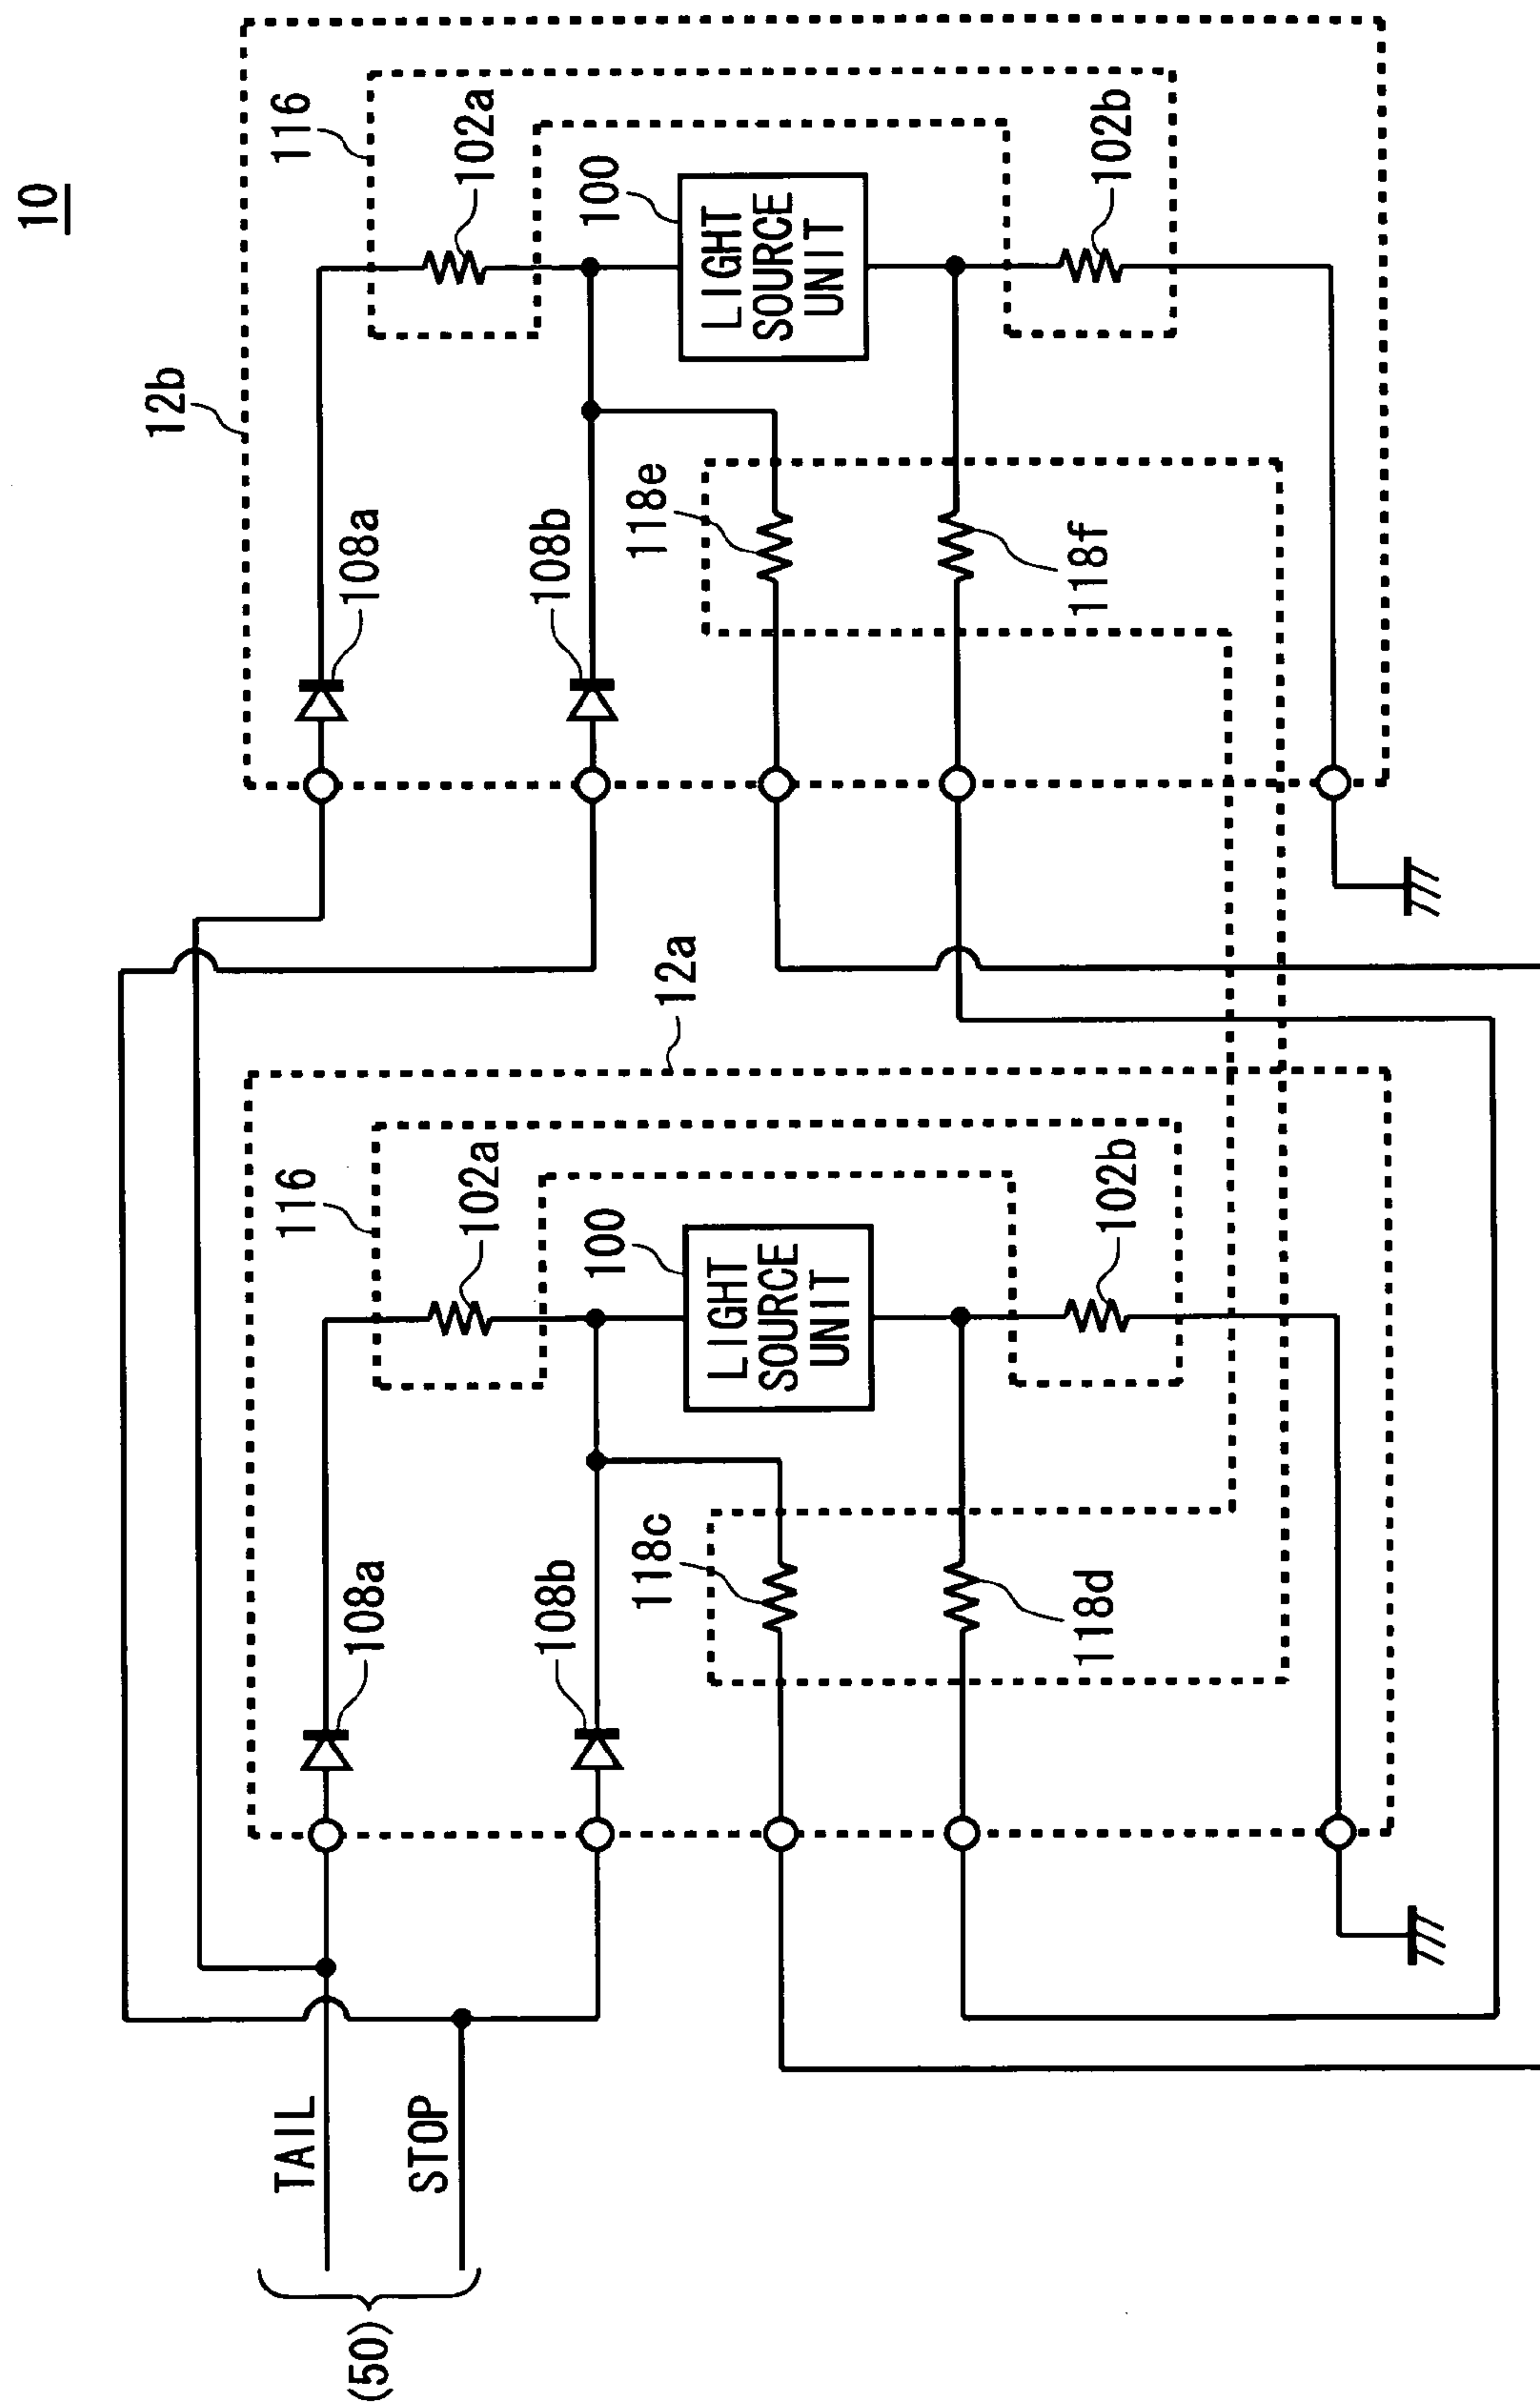 10
12b
116
102a
108a
100
LIGHT
SOURCE
UNIT
108b
118e
118f
102b
12a
116
102a
108a
100
LIGHT
SOURCE
UNIT
108b
118c
118d
102b
TAIL
STOP
(50)